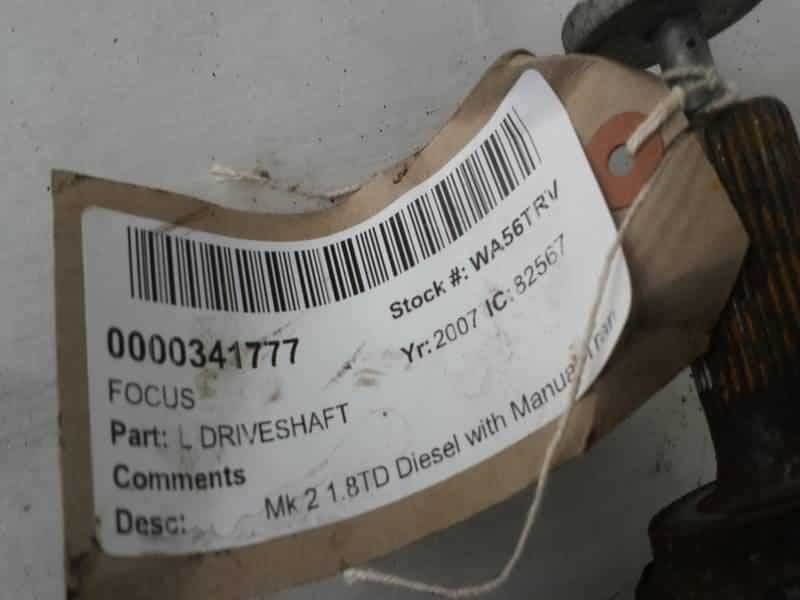 0000341777
Stock #: WA56TRV
FOCUS
Yr: 2007 IC: 82567
Part: L DRIVESHAFT
Comments
Desc: Mk 2 1.8TD Diesel with Manual Tran